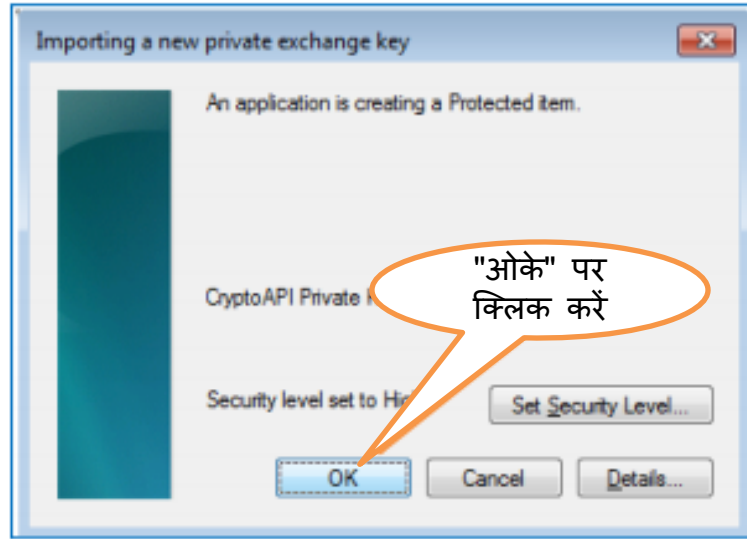 Importing a new private exchange key
An application is creating a Protected item.
"ओके" पर
क्लिक करें
CryptoAPI Private
Security level set to
Set Security Level...
OK Cancel Details...